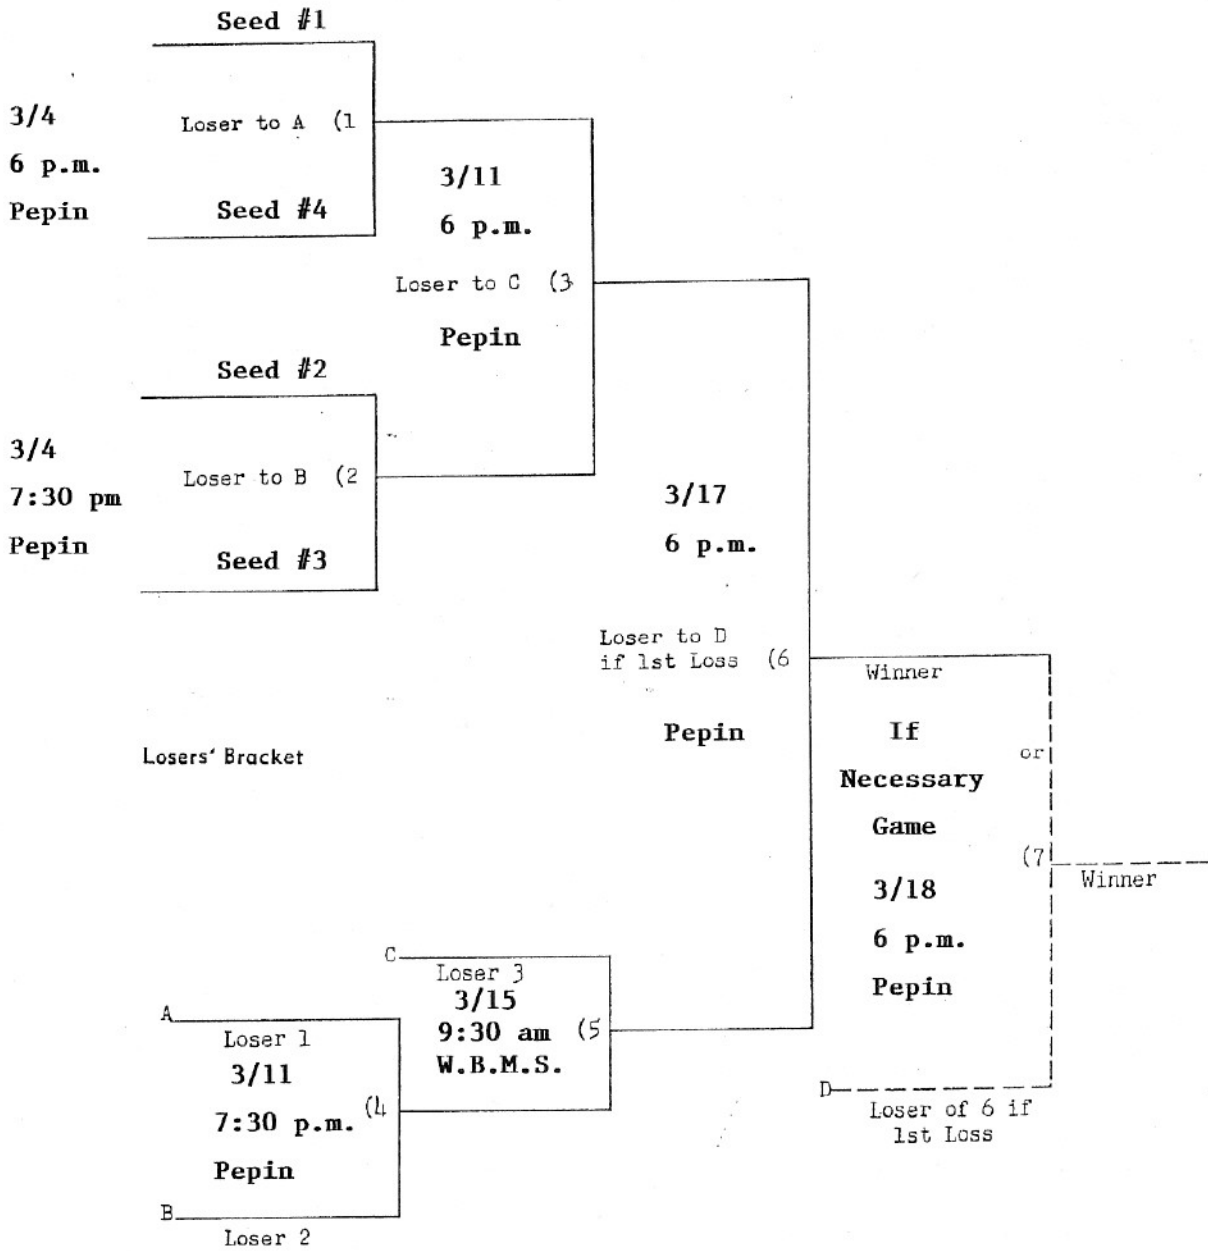 Seed #1
3/4
6 p.m.
Pepin
Loser to A (1
Seed #4
3/11
6 p.m.
Loser to C (3
Pepin
Seed #2
3/4
7:30 pm
Pepin
Loser to B (2
Seed #3
3/17
6 p.m.
Loser to D
if 1st Loss (6
Pepin
Winner
If
Necessary
Game
or
(7
3/18
6 p.m.
Pepin
Winner
Losers' Bracket
C
Loser 3
3/15
9:30 am (5
W.B.M.S.
A
Loser 1
3/11
7:30 p.m. (4
Pepin
B
Loser 2
D
Loser of 6 if
1st Loss